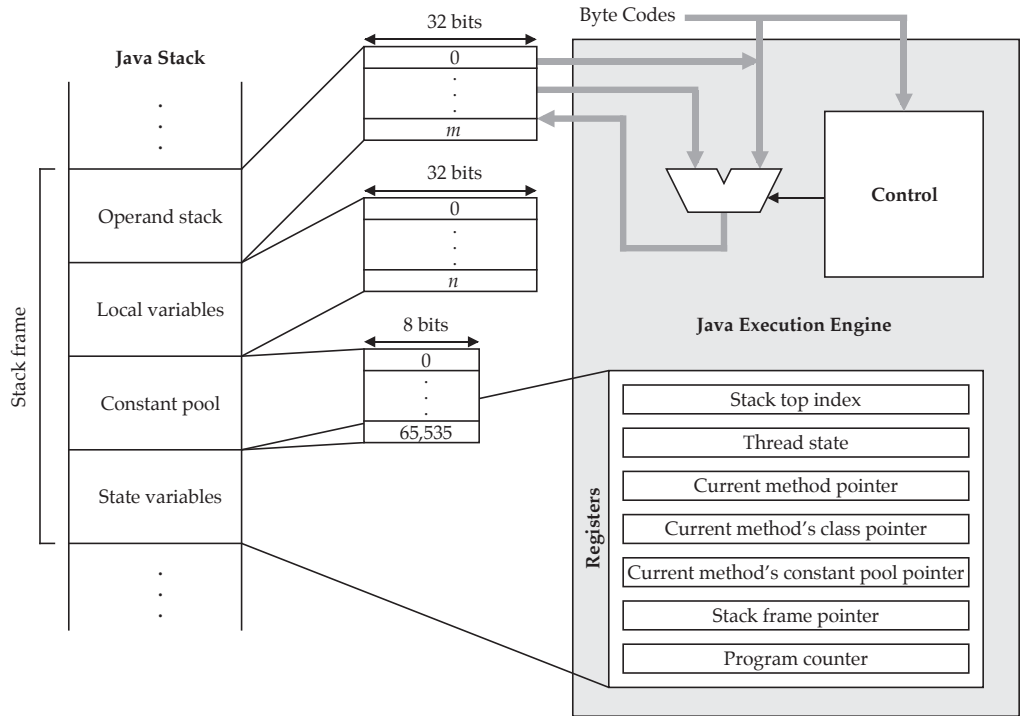 Java Stack
.
.
.
Stack frame
Operand stack
Local variables
Constant pool
State variables
.
.
.
32 bits
0
.
.
.
m
32 bits
0
.
.
.
n
8 bits
0
.
.
.
65,535
Byte Codes
Control
Java Execution Engine
Registers
Stack top index
Thread state
Current method pointer
Current method’s class pointer
Current method’s constant pool pointer
Stack frame pointer
Program counter